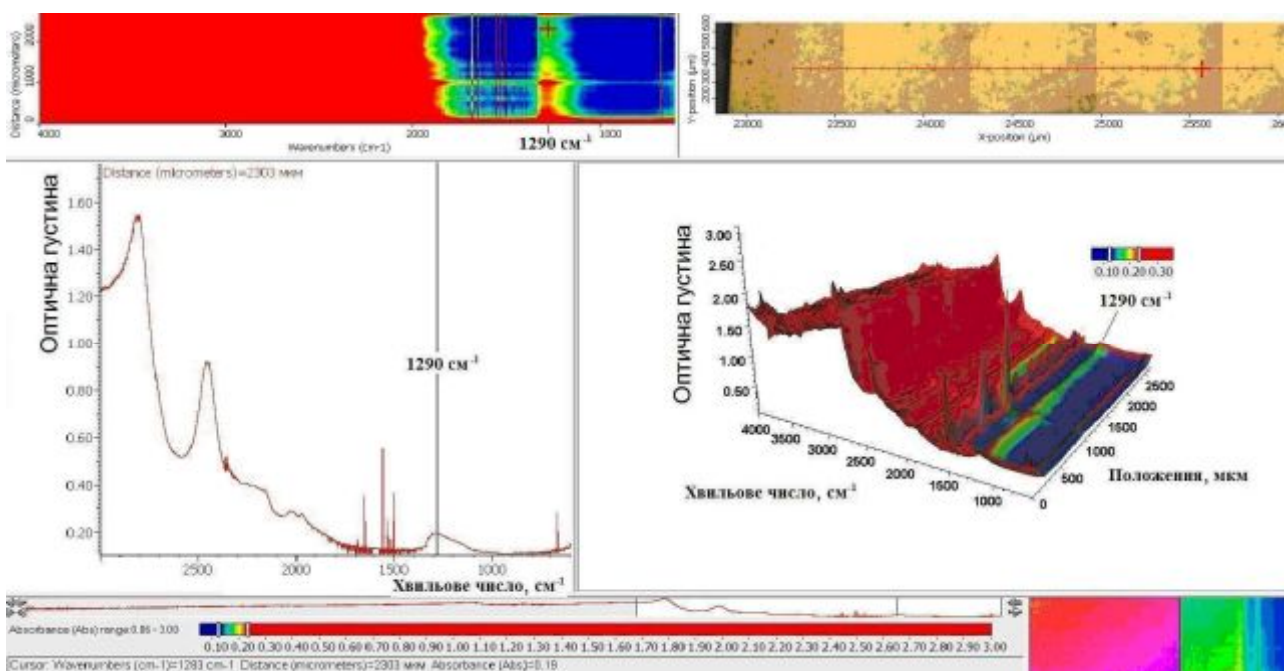 Distance (micrometers)
2000
1000
0
4000
3000
2000
1000
Wavenumbers (cm-1)
1290 см⁻¹
Y-position (µm)
23000
23500
24000
24500
25000
25500
X-position (µm)
Distance (micrometers)=2303 мкм
Оптична густина
1.60
1.40
1.20
1.00
0.80
0.60
0.40
0.20
1290 см⁻¹
2500
2000
1500
1000
Хвильове число, см⁻¹
Оптична густина
3.00
2.50
2.00
1.50
1.00
0.50
0.10 0.20 0.30
1290 см⁻¹
4000
3500
3000
2500
2000
1500
1000
Хвильове число, см⁻¹
0
500
1000
1500
2000
2500
Положення, мкм
Absorbance (Abs) range:0.06 - 3.00
0.10 0.20 0.30 0.40 0.50 0.60 0.70 0.80 0.90 1.00 1.10 1.20 1.30 1.40 1.50 1.60 1.70 1.80 1.90 2.00 2.10 2.20 2.30 2.40 2.50 2.60 2.70 2.80 2.90 3.00
Cursor: Wavenumbers (cm-1)=1283 cm-1 Distance (micrometers)=2303 мкм Absorbance (Abs)=0.19